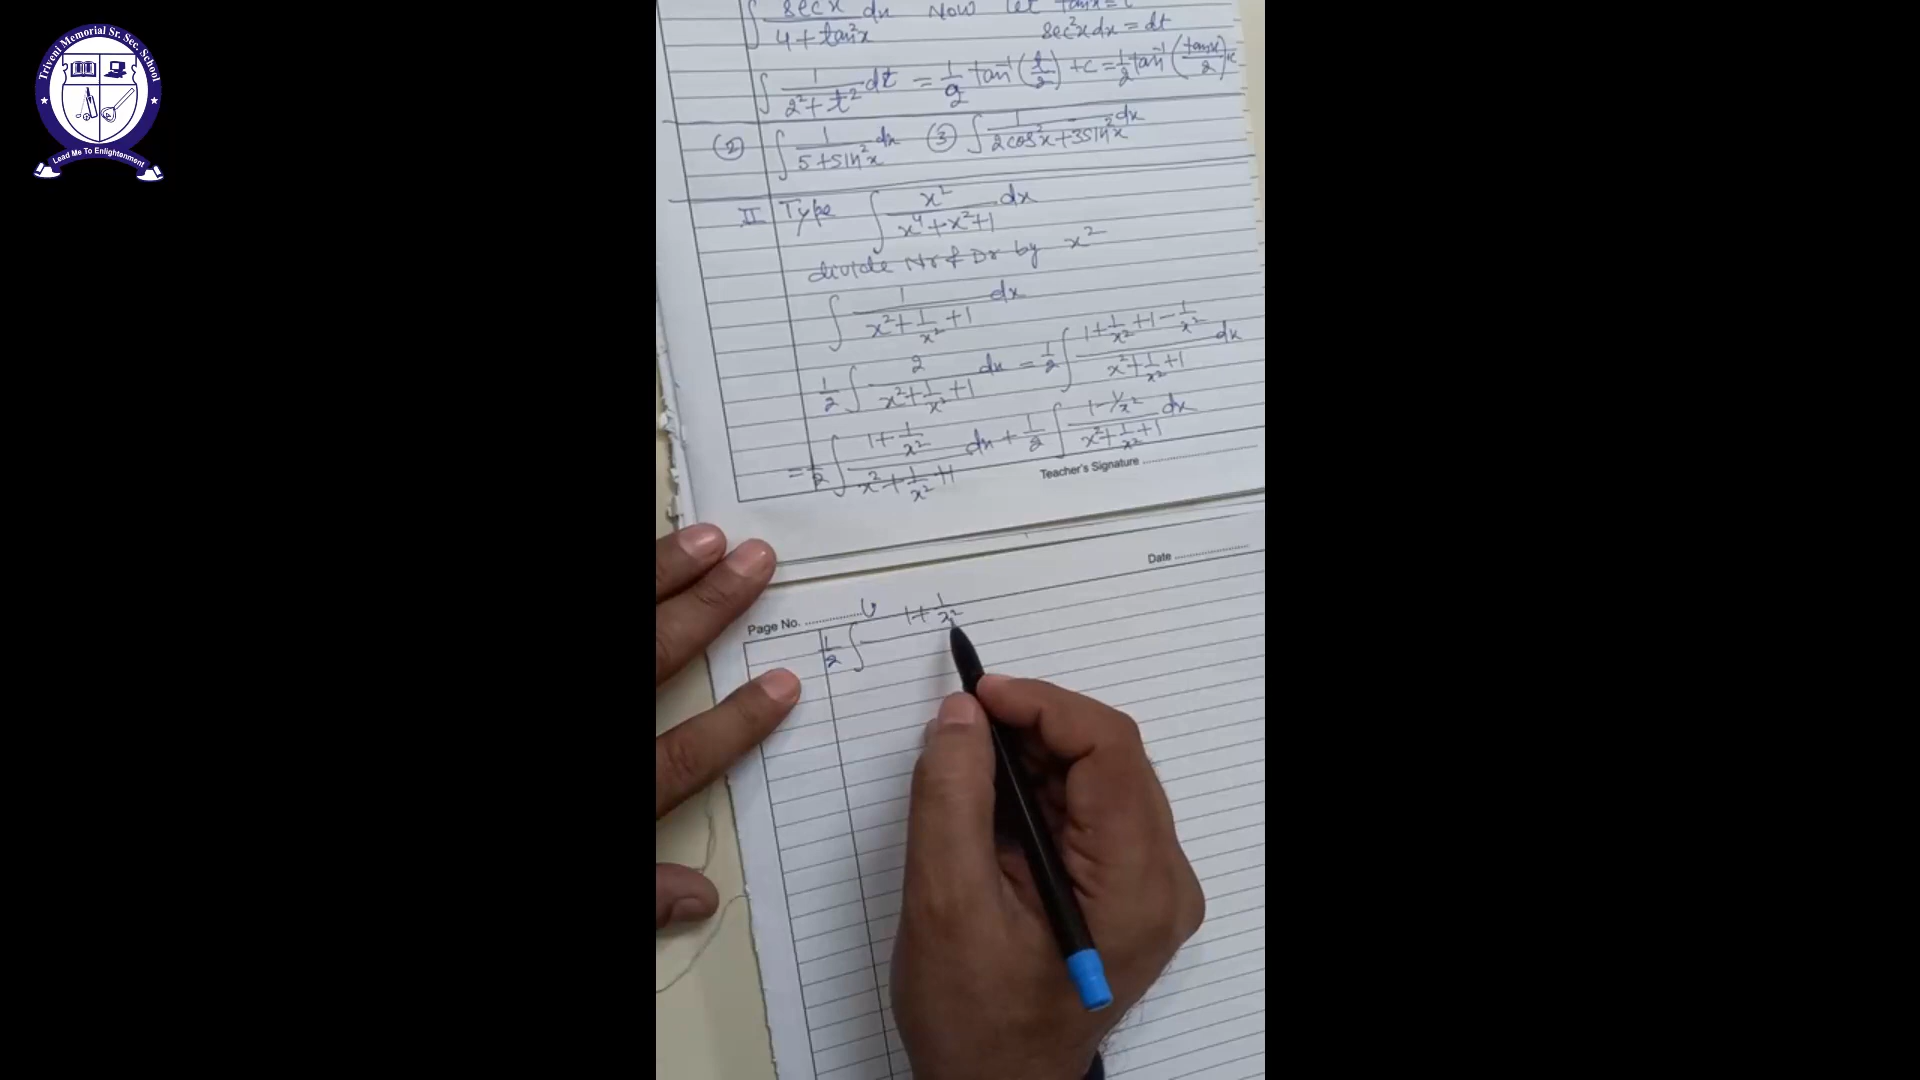 Triveni Memorial Sr. Sec. School
Lead Me To Enlightenment
∫ sec²x/(4+tan²x) dx Now let tanx = t
sec²x dx = dt
∫ 1/(2²+t²) dt = 1/2 tan⁻¹(t/2) + c = 1/2 tan⁻¹(tanx/2) + c
(2) ∫ 1/(5+sin²x) dx (3) ∫ 1/(2cos²x+3sin²x) dx
II Type ∫ x²/(x⁴+x²+1) dx
divide Nr & Dr by x²
∫ 1/(x²+1/x²+1) dx
1/2 ∫ 2/(x²+1/x²+1) dx = 1/2 ∫ (1+1/x²+1-1/x²)/(x²+1/x²+1) dx
= 1/2 ∫ (1+1/x²)/(x²+1/x²+1) dx + 1/2 ∫ (1-1/x²)/(x²+1/x²+1) dx
Teacher's Signature
Date
Page No.
1/2 ∫ 1+1/x²